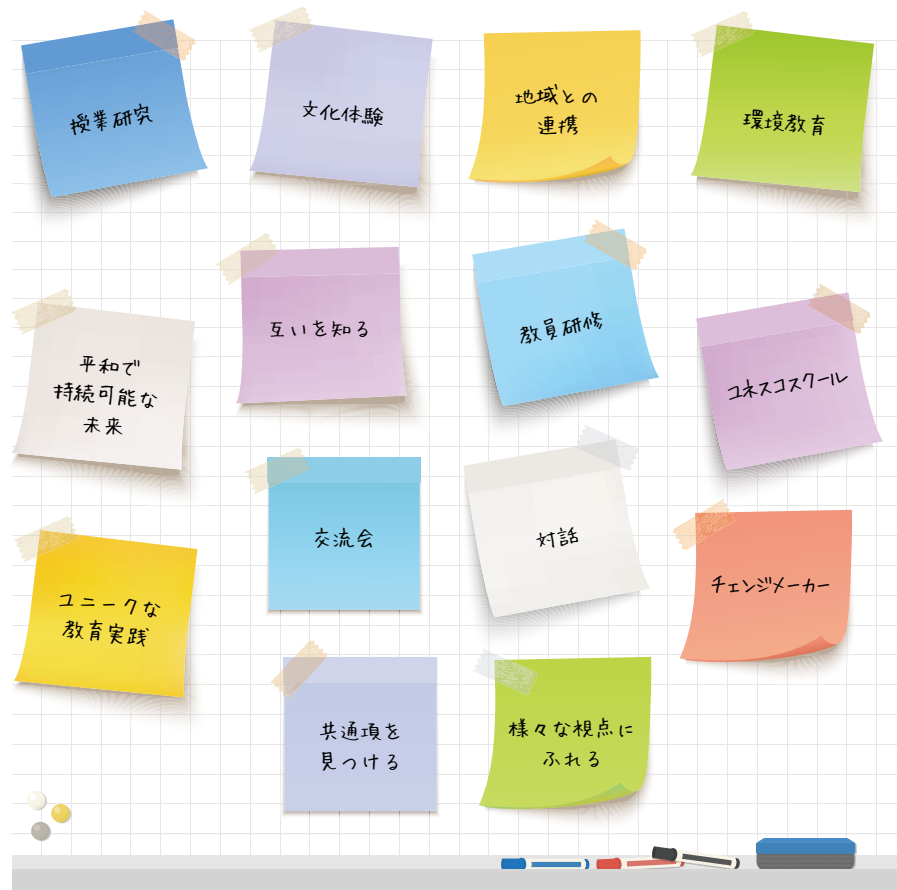 授業研究
文化体験
地域との
連携
環境教育
平和で
持続可能な
未来
互いを知る
教員研修
ユネスコスクール
交流会
対話
チェンジメーカー
ユニークな
教育実践
共通項を
見つける
様々な視点に
ふれる